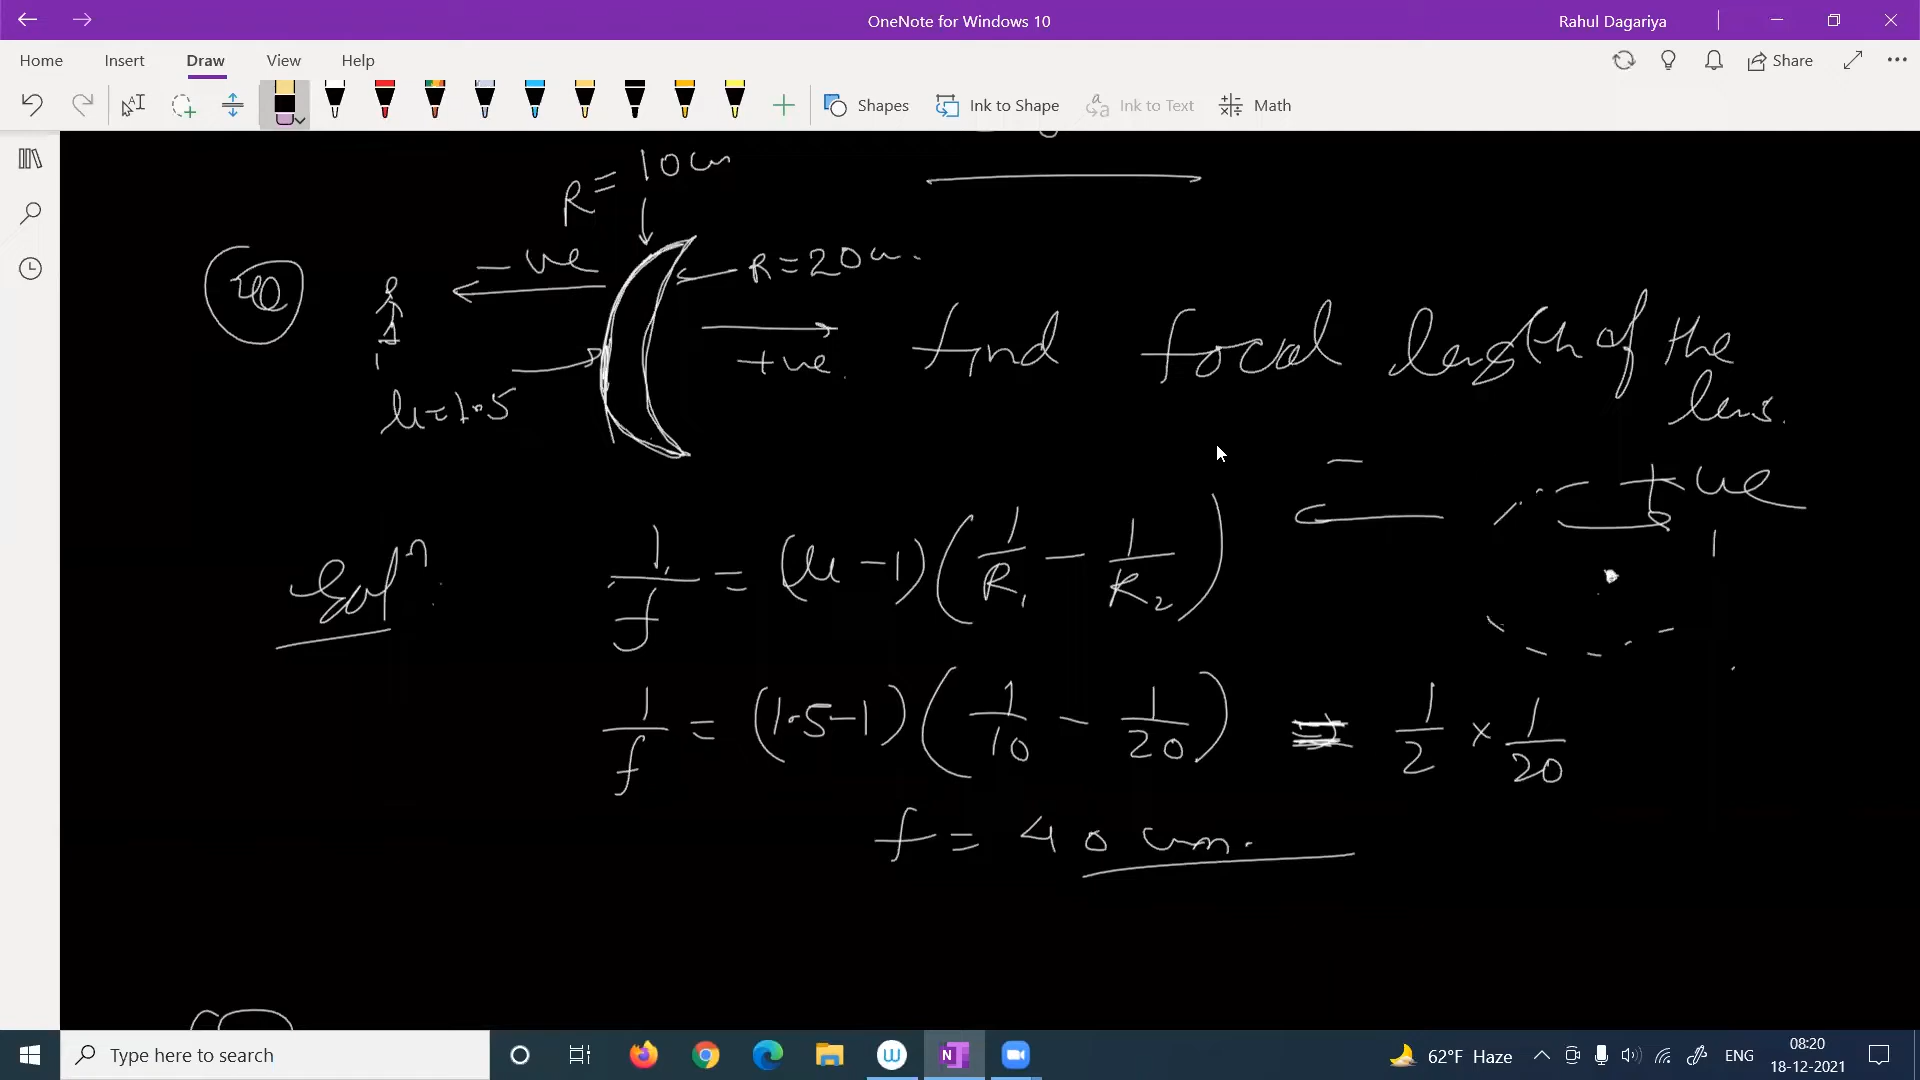 OneNote for Windows 10
Rahul Dagariya
Home Insert Draw View Help
Share
Shapes Ink to Shape Ink to Text Math
R = 10cm
-ve
R = 20cm.
+ve.
μ = 1.5
find focal length of the
lens.
-
+ve
Solⁿ.
1/f = (μ - 1)(1/R₁ - 1/R₂)
1/f = (1.5 - 1)(1/10 - 1/20) = 1/2 × 1/20
f = 40 cm.
Type here to search
62°F Haze
ENG
08:20
18-12-2021